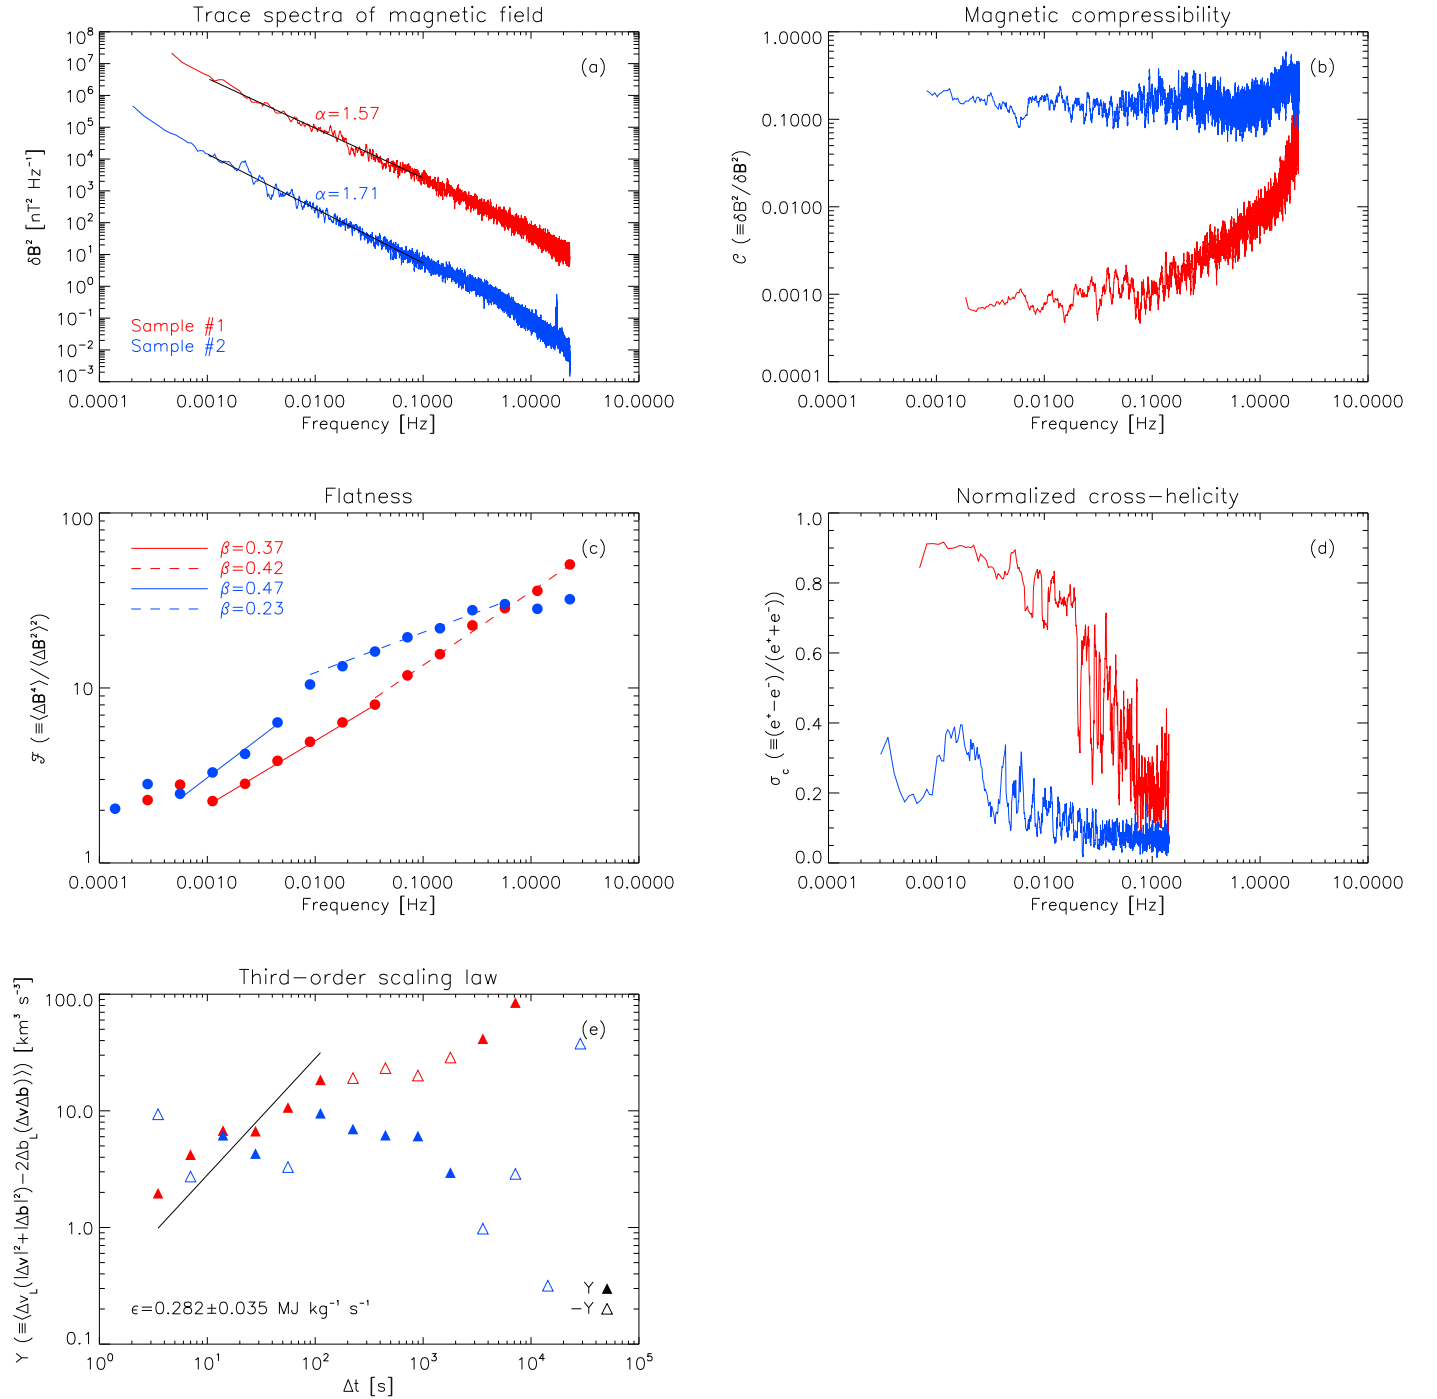 Trace spectra of magnetic field
10⁸
10⁷
10⁶
10⁵
10⁴
10³
10²
10¹
10⁰
10⁻¹
10⁻²
10⁻³
δB² [nT² Hz⁻¹]
(a)
α=1.57
α=1.71
Sample #1
Sample #2
0.0001 0.0010 0.0100 0.1000 1.0000 10.0000
Frequency [Hz]
Magnetic compressibility
1.0000
0.1000
0.0100
0.0010
0.0001
C (≡δB²/δB²)
(b)
0.0001 0.0010 0.0100 0.1000 1.0000 10.0000
Frequency [Hz]
Flatness
100
10
1
F (≡⟨ΔB⁴⟩/⟨ΔB²⟩²)
(c)
β=0.37
β=0.42
β=0.47
β=0.23
0.0001 0.0010 0.0100 0.1000 1.0000 10.0000
Frequency [Hz]
Normalized cross-helicity
1.0
0.8
0.6
0.4
0.2
0.0
σc (≡(e⁺−e⁻)/(e⁺+e⁻))
(d)
0.0001 0.0010 0.0100 0.1000 1.0000 10.0000
Frequency [Hz]
Third-order scaling law
100.0
10.0
1.0
0.1
Y (≡⟨Δv_L(|Δv|²+|Δb|²)−2Δb_L(ΔvΔb)⟩) [km³ s⁻³]
(e)
Y ▲
−Y △
ε=0.282±0.035 MJ kg⁻¹ s⁻¹
10⁰ 10¹ 10² 10³ 10⁴ 10⁵
Δt [s]